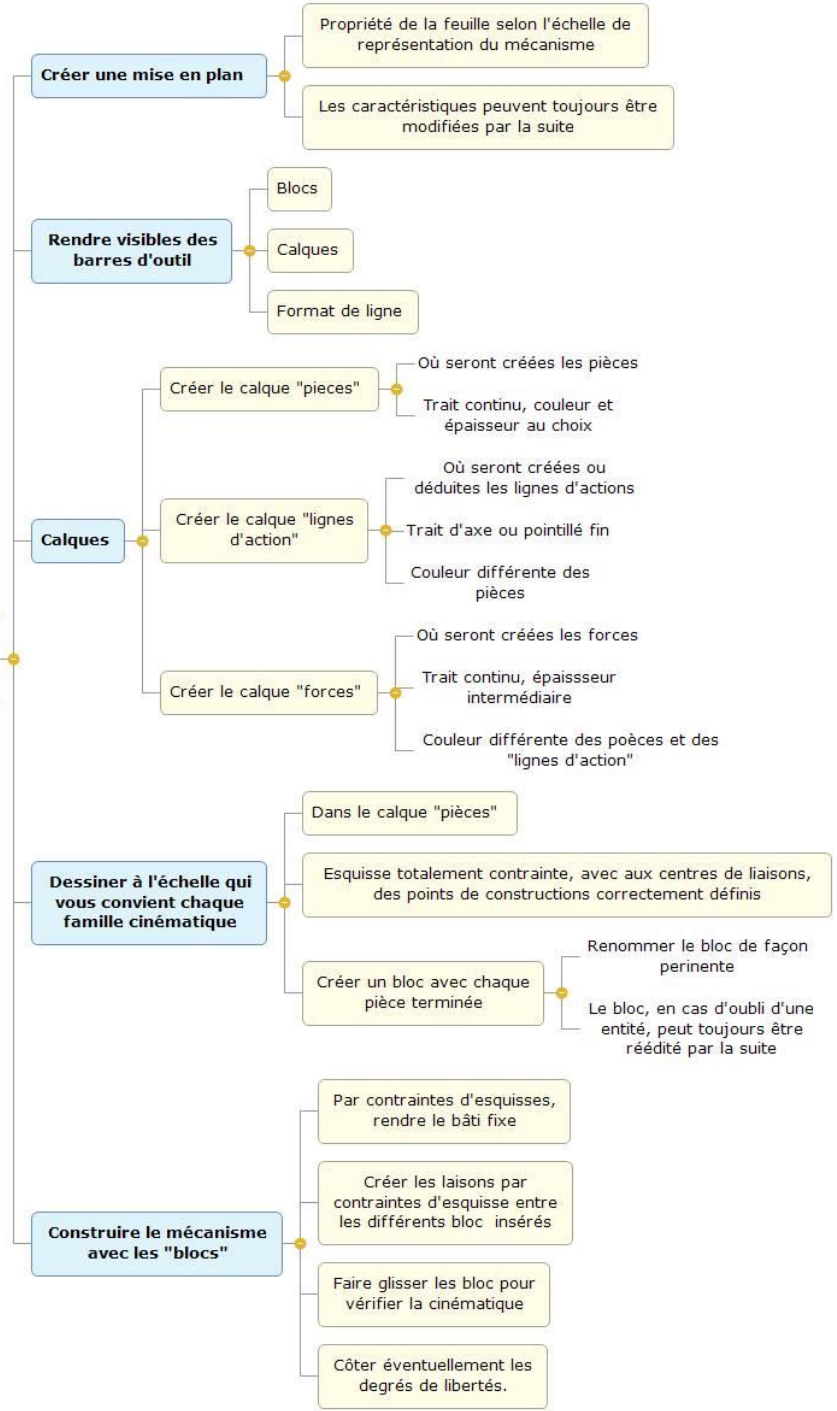 Créer une mise en plan
Propriété de la feuille selon l'échelle de
représentation du mécanisme
Les caractéristiques peuvent toujours être
modifiées par la suite
Rendre visibles des
barres d'outil
Blocs
Calques
Format de ligne
Calques
Créer le calque "pieces"
Où seront créées les pièces
Trait continu, couleur et
épaisseur au choix
Créer le calque "lignes
d'action"
Où seront créées ou
déduites les lignes d'actions
Trait d'axe ou pointillé fin
Couleur différente des
pièces
Créer le calque "forces"
Où seront créées les forces
Trait continu, épaissseur
intermédiaire
Couleur différente des poèces et des
"lignes d'action"
Dessiner à l'échelle qui
vous convient chaque
famille cinématique
Dans le calque "pièces"
Esquisse totalement contrainte, avec aux centres de liaisons,
des points de constructions correctement définis
Créer un bloc avec chaque
pièce terminée
Renommer le bloc de façon
perinente
Le bloc, en cas d'oubli d'une
entité, peut toujours être
réédité par la suite
Construire le mécanisme
avec les "blocs"
Par contraintes d'esquisses,
rendre le bâti fixe
Créer les laisons par
contraintes d'esquisse entre
les différents bloc  insérés
Faire glisser les bloc pour
vérifier la cinématique
Côter éventuellement les
degrés de libertés.